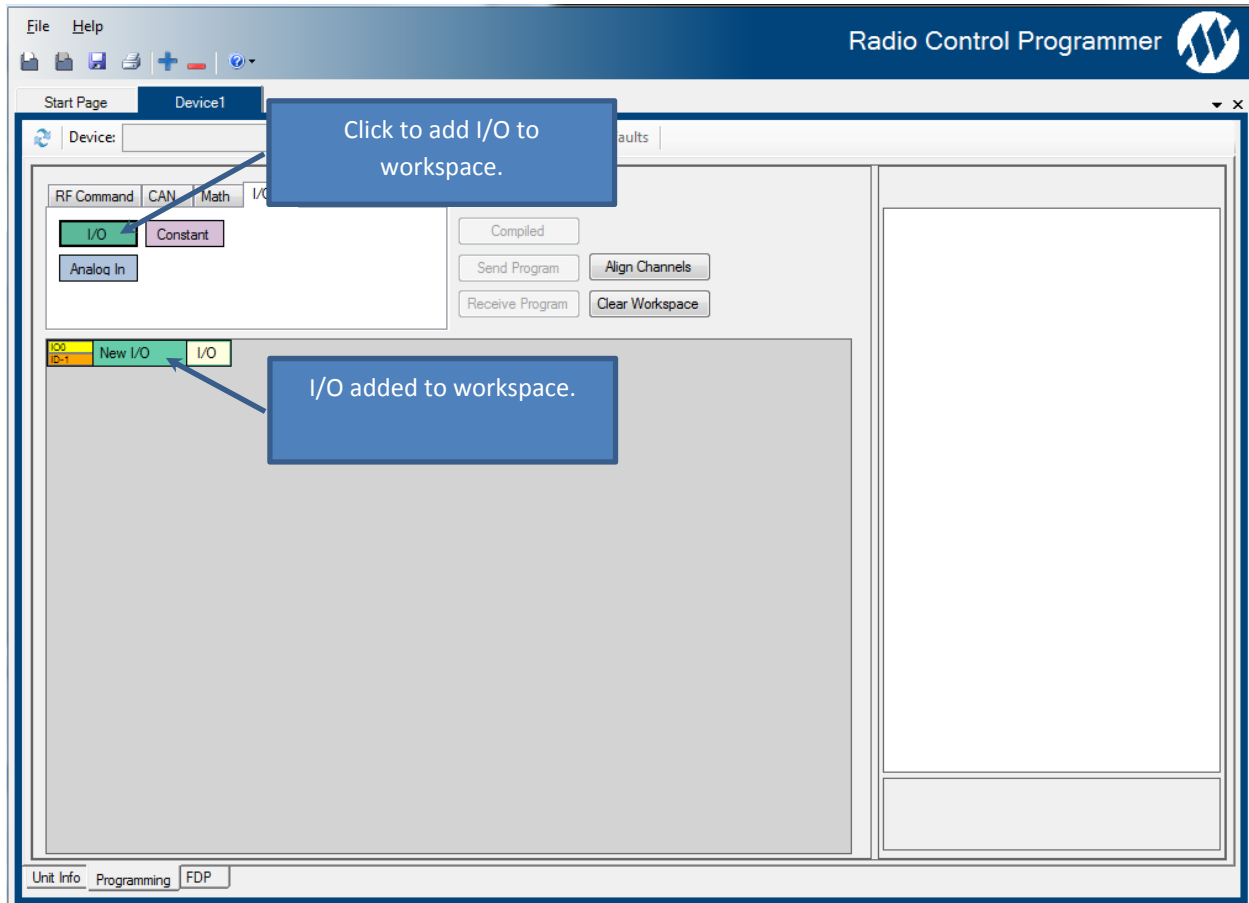 File Help
Radio Control Programmer
Start Page Device1
Device:
aults
Click to add I/O to
workspace.
RF Command CAN Math
I/O Constant
Analog In
Compiled
Send Program Align Channels
Receive Program Clear Workspace
IO0
ID-1
New I/O I/O
I/O added to workspace.
Unit Info Programming FDP